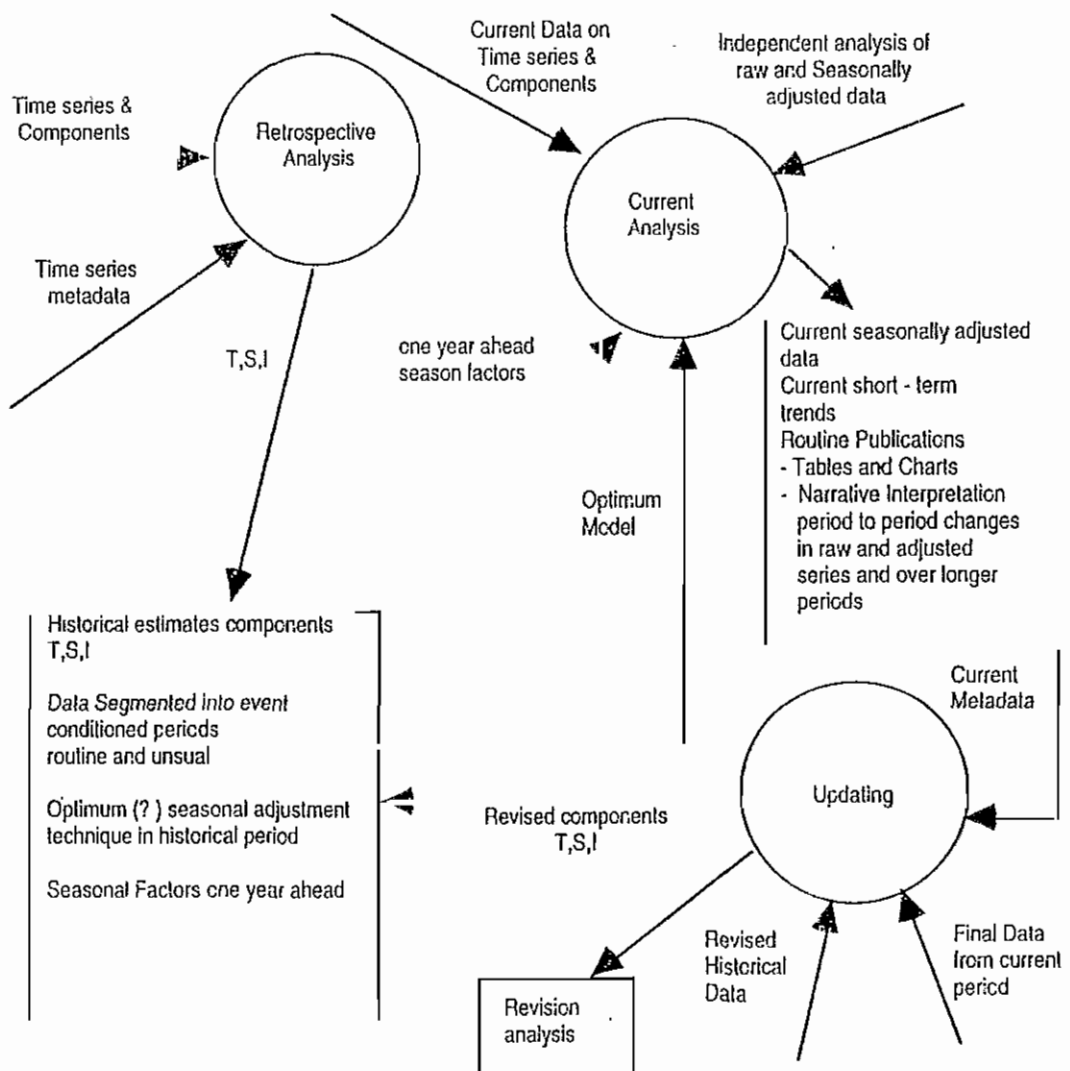 Time series &
Components
Retrospective
Analysis
Time series
metadata
T,S,I
Current Data on
Time series &
Components
Independent analysis of
raw and Seasonally
adjusted data
Current
Analysis
one year ahead
season factors
Optimum
Model
Current seasonally adjusted
data
Current short - term
trends
Routine Publications
- Tables and Charts
- Narrative Interpretation
period to period changes
in raw and adjusted
series and over longer
periods
Historical estimates components
T,S,I
Data Segmented into event
conditioned periods
routine and unsual
Optimum (?) seasonal adjustment
technique in historical period
Seasonal Factors one year ahead
Revised components
T,S,I
Updating
Current
Metadata
Revised
Historical
Data
Final Data
from current
period
Revision
analysis